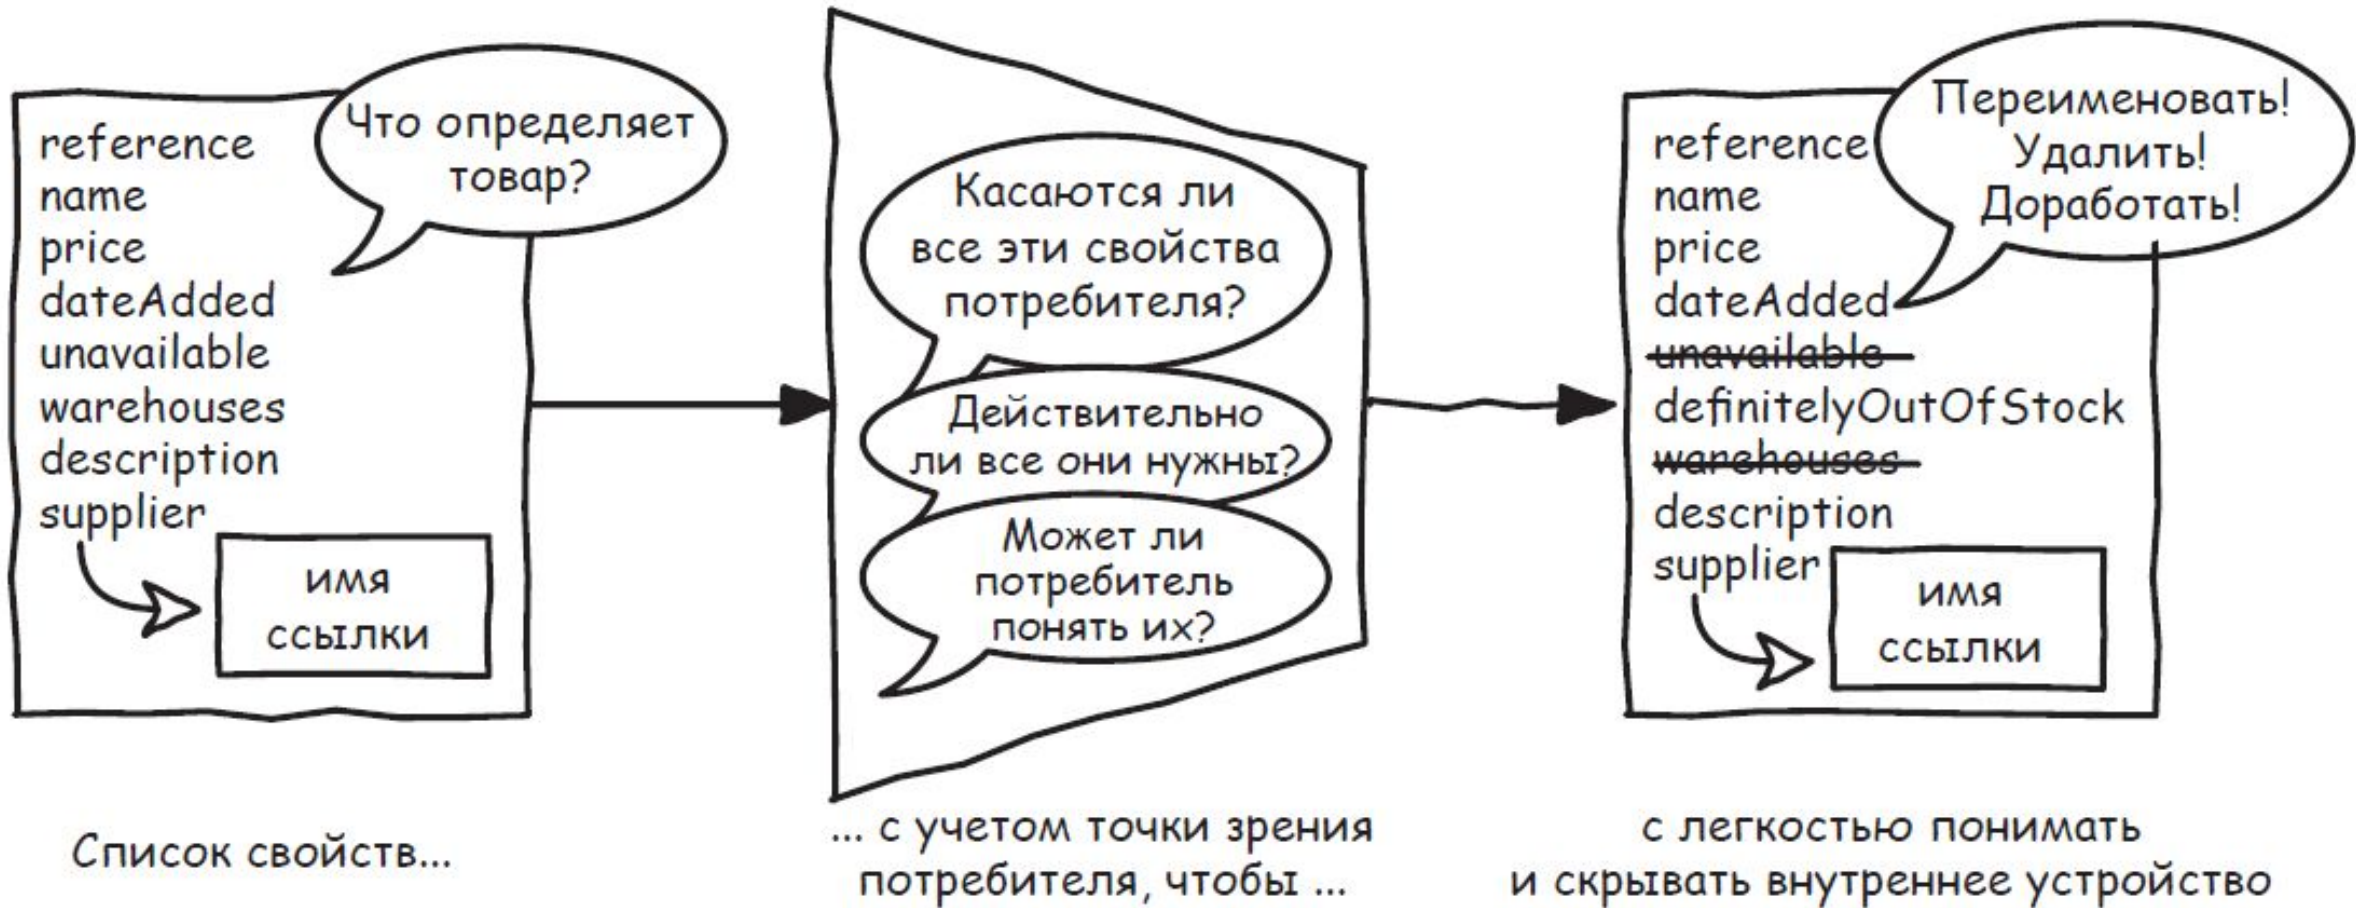 Что определяет
товар?
reference
name
price
dateAdded
unavailable
warehouses
description
supplier
имя
ссылки
Список свойств...
Касаются ли
все эти свойства
потребителя?
Действительно
ли все они нужны?
Может ли
потребитель
понять их?
... с учетом точки зрения
потребителя, чтобы ...
Переименовать!
Удалить!
Доработать!
reference
name
price
dateAdded
unavailable
definitelyOutOfStock
warehouses
description
supplier
имя
ссылки
с легкостью понимать
и скрывать внутреннее устройство